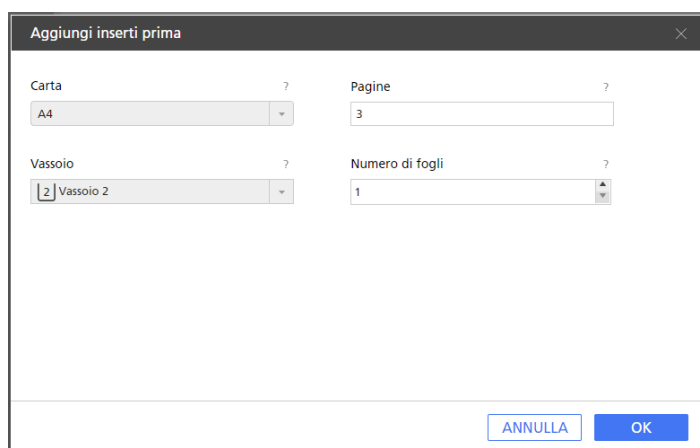 Aggiungi inserti prima
Carta ?
Pagine ?
A4
3
Vassoio ?
Numero di fogli ?
2 Vassoio 2
1
ANNULLA
OK